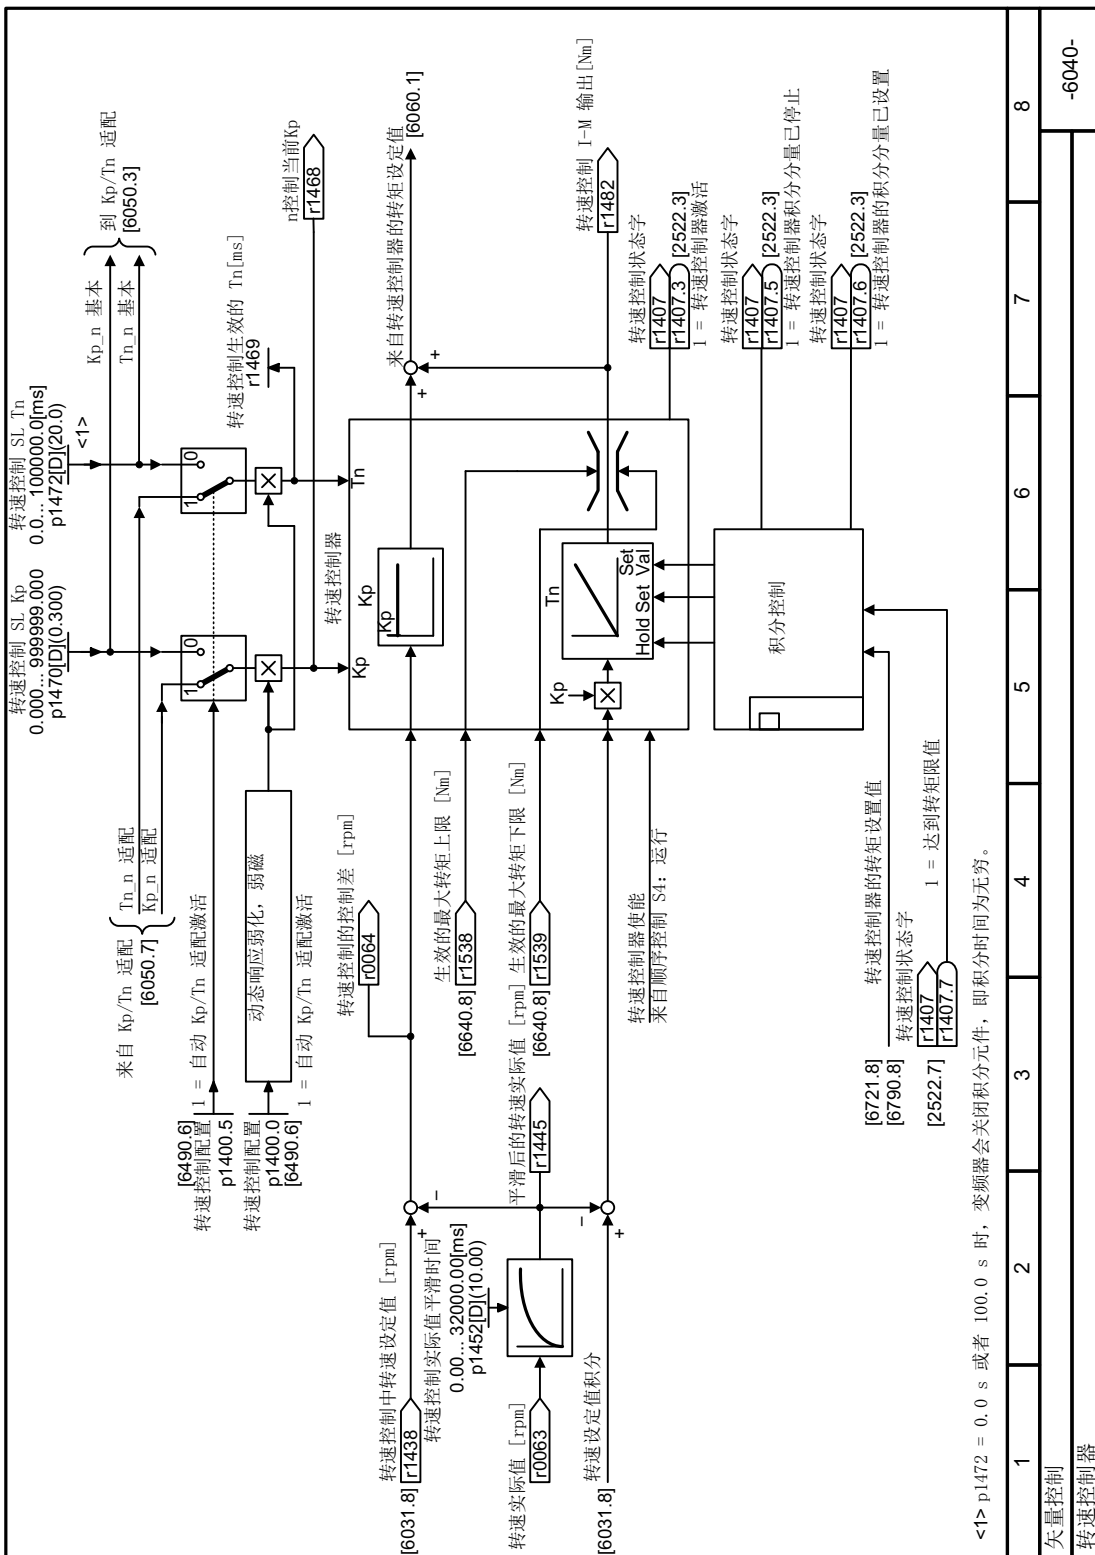 转速控制 SL Kp
0.000... 999999.000
p1470[D](0.300)
转速控制 SL Tn
0.0... 100000.0[ms]
p1472[D](20.0)
<1>
Kp_n 基本
Tn_n 基本
到 Kp/Tn 适配
[6050.3]
来自 Kp/Tn 适配
[6050.7]
Tn_n 适配
Kp_n 适配
[6490.6]
转速控制配置
p1400.5
1 = 自动 Kp/Tn 适配激活
转速控制配置
p1400.0
[6490.6]
动态响应弱化, 弱磁
1 = 自动 Kp/Tn 适配激活
1
0
1
0
转速控制生效的 Tn[ms]
r1469
n控制当前Kp
r1468
转速控制器
Kp
Tn
Kp
Kp
来自转速控制器的转矩设定值
[6060.1]
+
+
转速控制的控制差 [rpm]
r0064
转速控制中转速设定值 [rpm]
[6031.8]
r1438
+
−
转速控制实际值平滑时间
0.00... 32000.00[ms]
p1452[D](10.00)
生效的最大转矩上限 [Nm]
[6640.8]
r1538
平滑后的转速实际值 [rpm]
r1445
生效的最大转矩下限 [Nm]
[6640.8]
r1539
转速实际值 [rpm]
r0063
转速设定值积分
[6031.8]
+
−
Kp
Tn
Hold
Set
Set
Val
转速控制 I-M 输出[Nm]
r1482
转速控制器使能
来自顺序控制 S4: 运行
转速控制状态字
r1407
r1407.3
[2522.3]
1 = 转速控制器激活
转速控制状态字
r1407
r1407.5
[2522.3]
1 = 转速控制器积分分量已停止
转速控制状态字
r1407
r1407.6
[2522.3]
1 = 转速控制器的积分分量已设置
积分控制
转速控制器的转矩设置值
[6721.8]
[6790.8]
转速控制状态字
r1407
r1407.7
[2522.7]
1 = 达到转矩限值
<1> p1472 = 0.0 s 或者 100.0 s 时, 变频器会关闭积分元件, 即积分时间为无穷。
1
2
3
4
5
6
7
8
矢量控制
转速控制器
-6040-